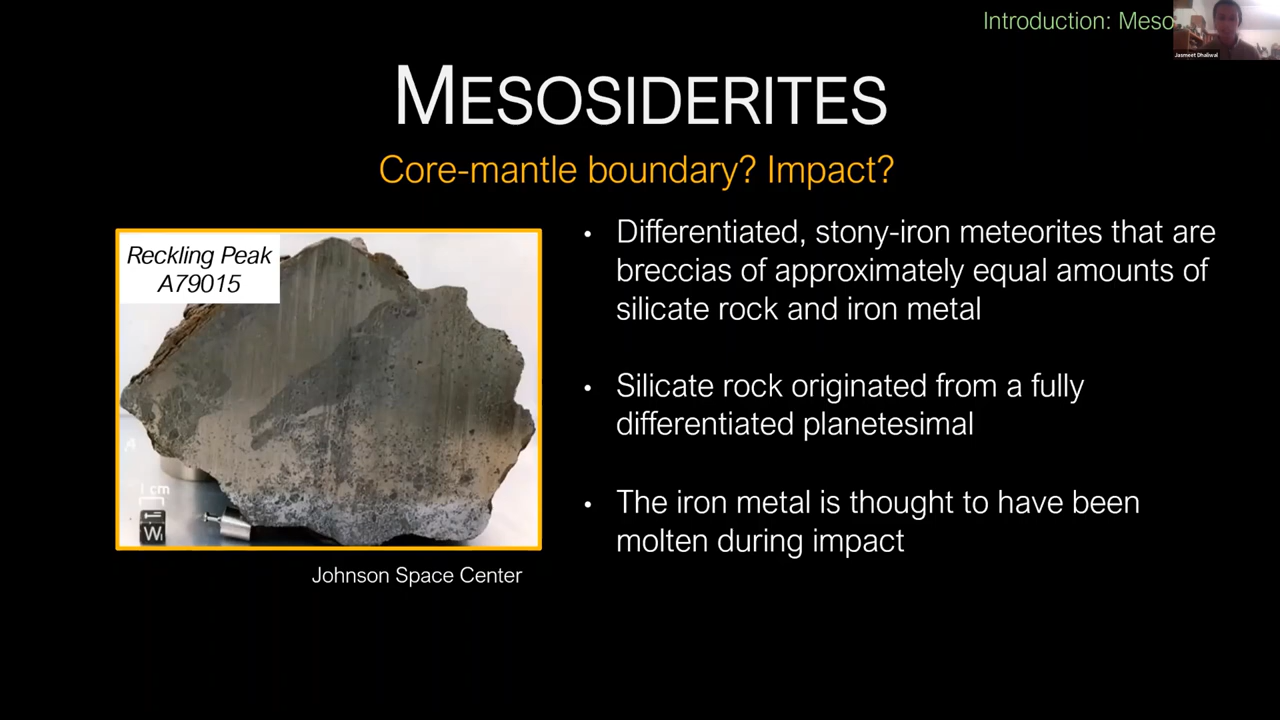 Introduction: Meso
Jasmeet Dhaliwal
MESOSIDERITES
Core-mantle boundary? Impact?
Reckling Peak
A79015
1 cm
W
Johnson Space Center
• Differentiated, stony-iron meteorites that are
breccias of approximately equal amounts of
silicate rock and iron metal
• Silicate rock originated from a fully
differentiated planetesimal
• The iron metal is thought to have been
molten during impact